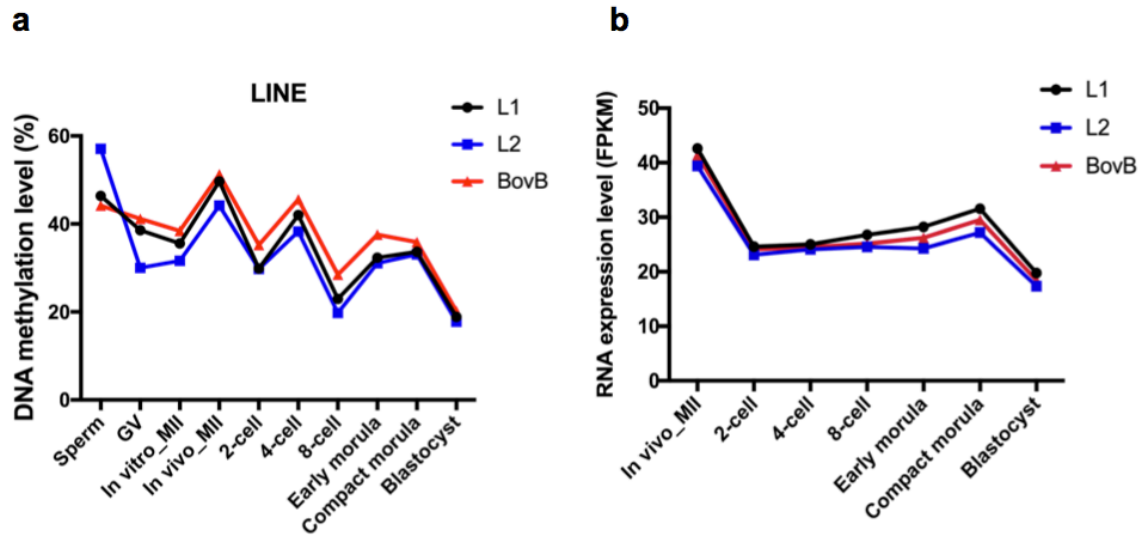 a
LINE
DNA methylation level (%)
60
40
20
0
Sperm
GV
In vitro_MII
In vivo_MII
2-cell
4-cell
8-cell
Early morula
Compact morula
Blastocyst
L1
L2
BovB
b
RNA expression level (FPKM)
50
40
30
20
10
0
In vivo_MII
2-cell
4-cell
8-cell
Early morula
Compact morula
Blastocyst
L1
L2
BovB